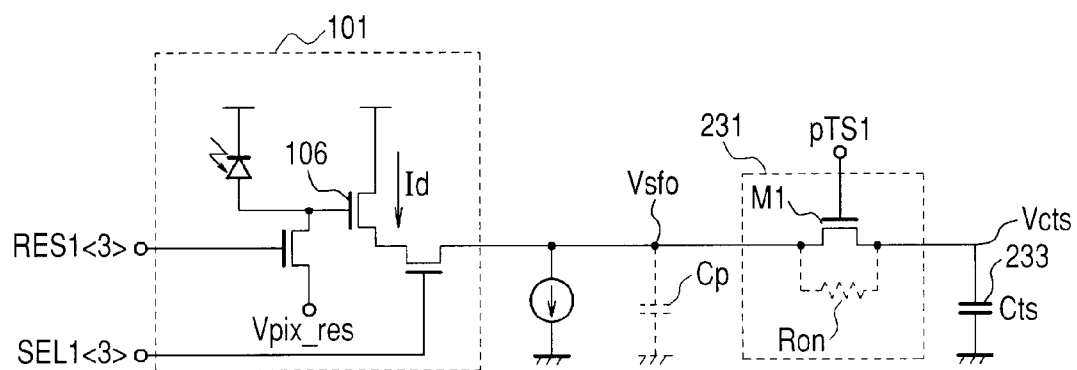 101
231
pTS1
106
Id
Vsfo
M1
Vcts
RES1<3>
233
Cp
Cts
Vpix_res
Ron
SEL1<3>